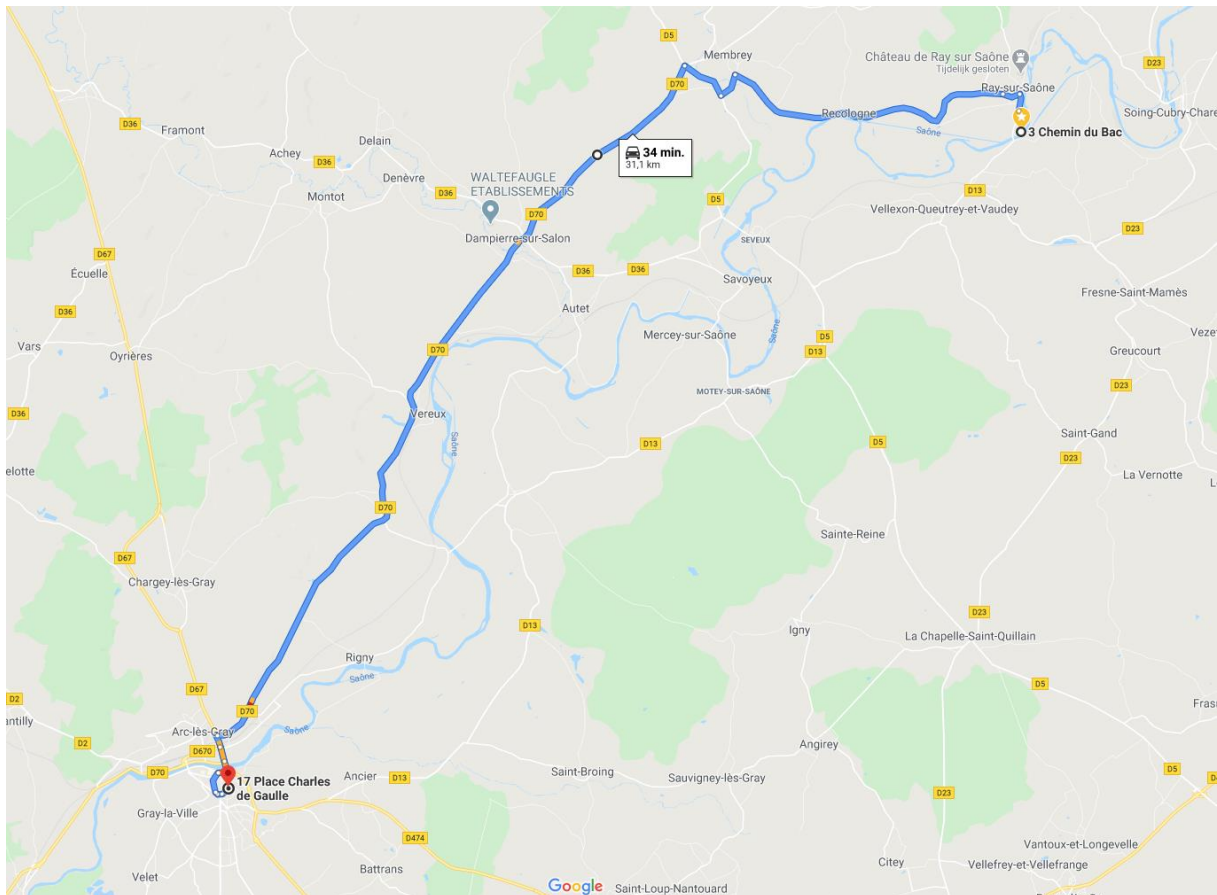 D5
Membrey
Château de Ray sur Saône
Tijdelijk gesloten
D23
D70
Ray-sur-Saône
Soing-Cubry-Chare
D36
Framont
Recologne
Saône
3 Chemin du Bac
Delain
Achey
34 min.
31,1 km
D36
Denèvre
WALTEFAUGLE
ETABLISSEMENTS
D36
Montot
D13
D5
Vellexon-Queutrey-et-Vaudey
D70
D23
Dampierre-sur-Salon
SEVEUX
D67
Écuelle
D36
D36
Savoyeux
Fresne-Saint-Mamès
D36
Autet
Saône
Mercey-sur-Saône
D5
Vezet
Vars
Oyrières
D70
D13
Greucourt
D23
MOTEY-SUR-SAÔNE
D36
Vereux
Saône
D13
D5
Saint-Gand
D23
elotte
La Vernotte
D70
Sainte-Reine
D67
Chargey-lès-Gray
D23
D13
Igny
La Chapelle-Saint-Quillain
Rigny
Saône
D5
D67
D2
D70
Fras
antilly
Arc-lès-Gray
Saône
D2
D670
Angirey
D70
17 Place Charles
de Gaulle
Ancier
D13
Saint-Broing
Sauvigney-lès-Gray
D5
D23
Gray-la-Ville
D474
Vantoux-et-Longevelle
Battrans
Citey
Vellefrey-et-Vellefrange
Velet
Google
Saint-Loup-Nantouard